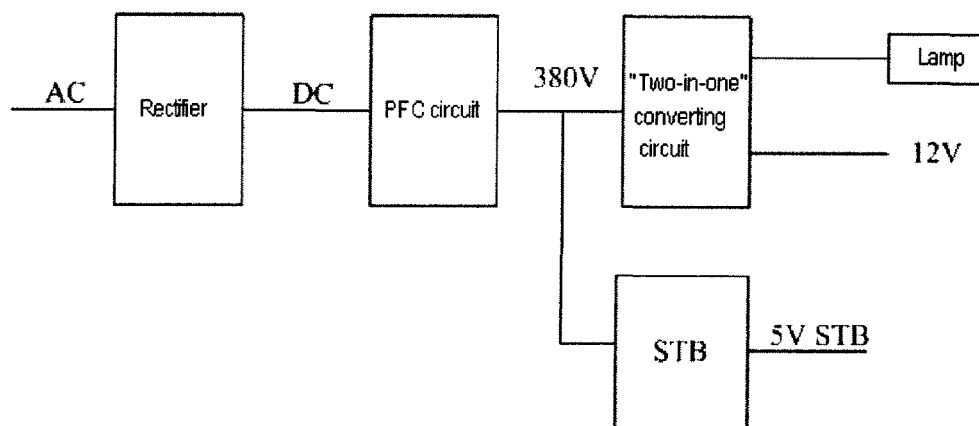 AC
Rectifier
DC
PFC circuit
380V
"Two-in-one"
converting
circuit
Lamp
12V
STB
5V STB